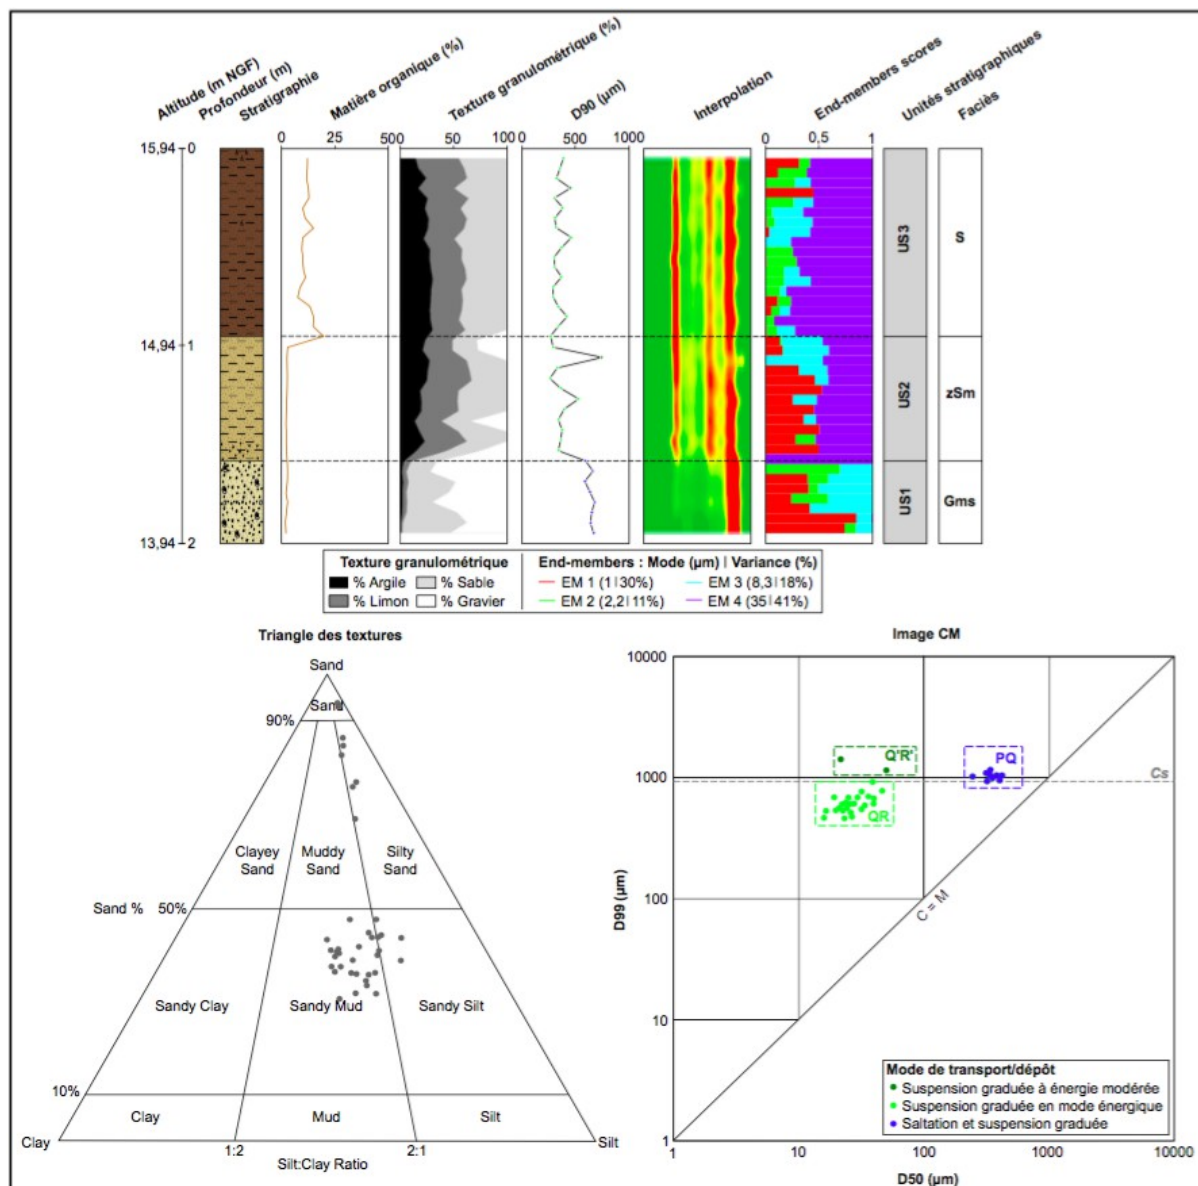 Altitude (m NGF)
Profondeur (m)
Stratigraphie
Matière organique (%)
Texture granulométrique (%)
D90 (µm)
Interpolation
End-members scores
Unités stratigraphiques
Faciès
0 25 500 50 100 0 500 1000 0 0,5 1
15,94 0
14,94 1
13,94 2
US3
S
US2
zSm
US1
Gms
Texture granulométrique
% Argile % Sable
% Limon % Gravier
End-members : Mode (µm) | Variance (%)
EM 1 (1|30%) EM 3 (8,3|18%)
EM 2 (2,2|11%) EM 4 (35|41%)
Triangle des textures
Sand
Sand
90%
Clayey Sand
Muddy Sand
Silty Sand
Sand % 50%
Sandy Clay
Sandy Mud
Sandy Silt
10%
Clay
Mud
Silt
Clay
Silt
1:2
2:1
Silt:Clay Ratio
Image CM
10000
1000
100
10
1
D99 (µm)
Q'R'
PQ
QR
Cs
C = M
Mode de transport/dépôt
Suspension graduée à énergie modérée
Suspension graduée en mode énergique
Saltation et suspension graduée
1 10 100 1000 10000
D50 (µm)